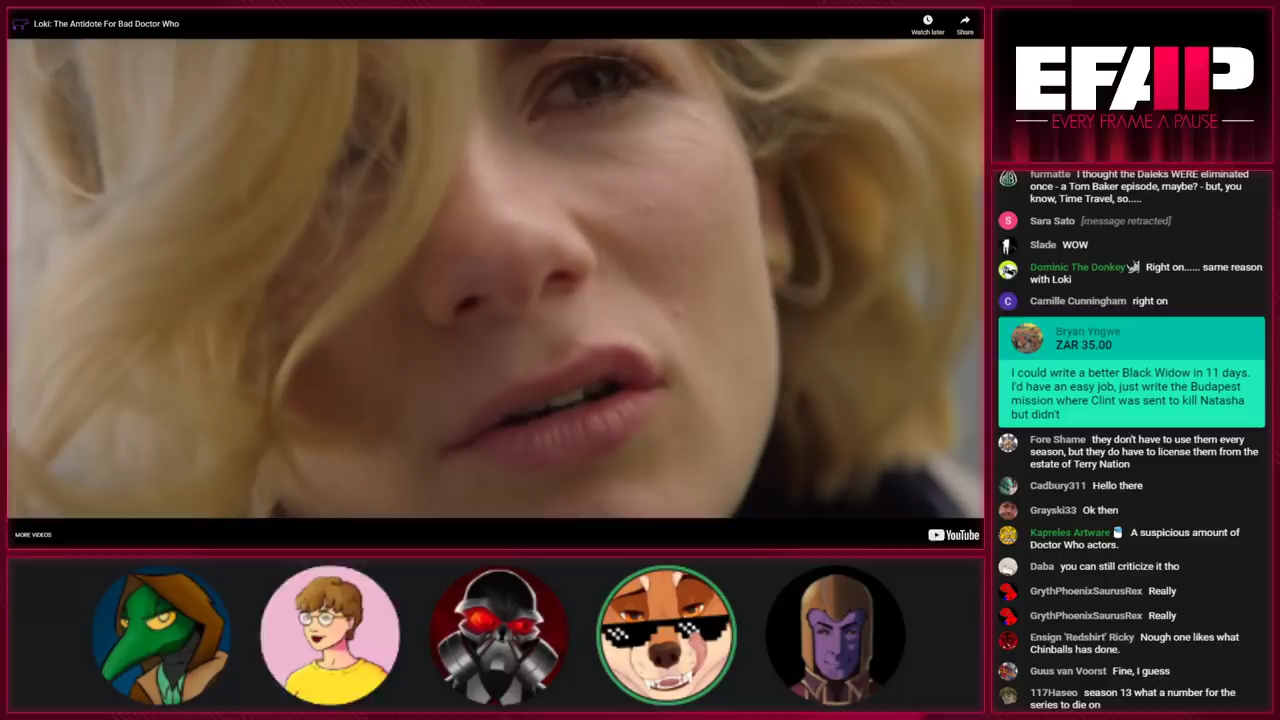 Loki: The Antidote For Bad Doctor Who
Watch later
Share
MORE VIDEOS
YouTube
EFAP
EVERY FRAME A PAUSE
furmatte I thought the Daleks WERE eliminated
once - a Tom Baker episode, maybe? - but, you
know, Time Travel, so.....
S
Sara Sato [message retracted]
Slade WOW
Dominic The Donkey Right on...... same reason
with Loki
C
Camille Cunningham right on
Bryan Yngwe
ZAR 35.00
I could write a better Black Widow in 11 days.
I'd have an easy job, just write the Budapest
mission where Clint was sent to kill Natasha
but didn't
Fore Shame they don't have to use them every
season, but they do have to license them from the
estate of Terry Nation
Cadbury311 Hello there
Grayski33 Ok then
Kapreles Artware A suspicious amount of
Doctor Who actors.
Daba you can still criticize it tho
GrythPhoenixSaurusRex Really
GrythPhoenixSaurusRex Really
Ensign 'Redshirt' Ricky Nough one likes what
Chinballs has done.
Guus van Voorst Fine, I guess
117Haseo season 13 what a number for the
series to die on